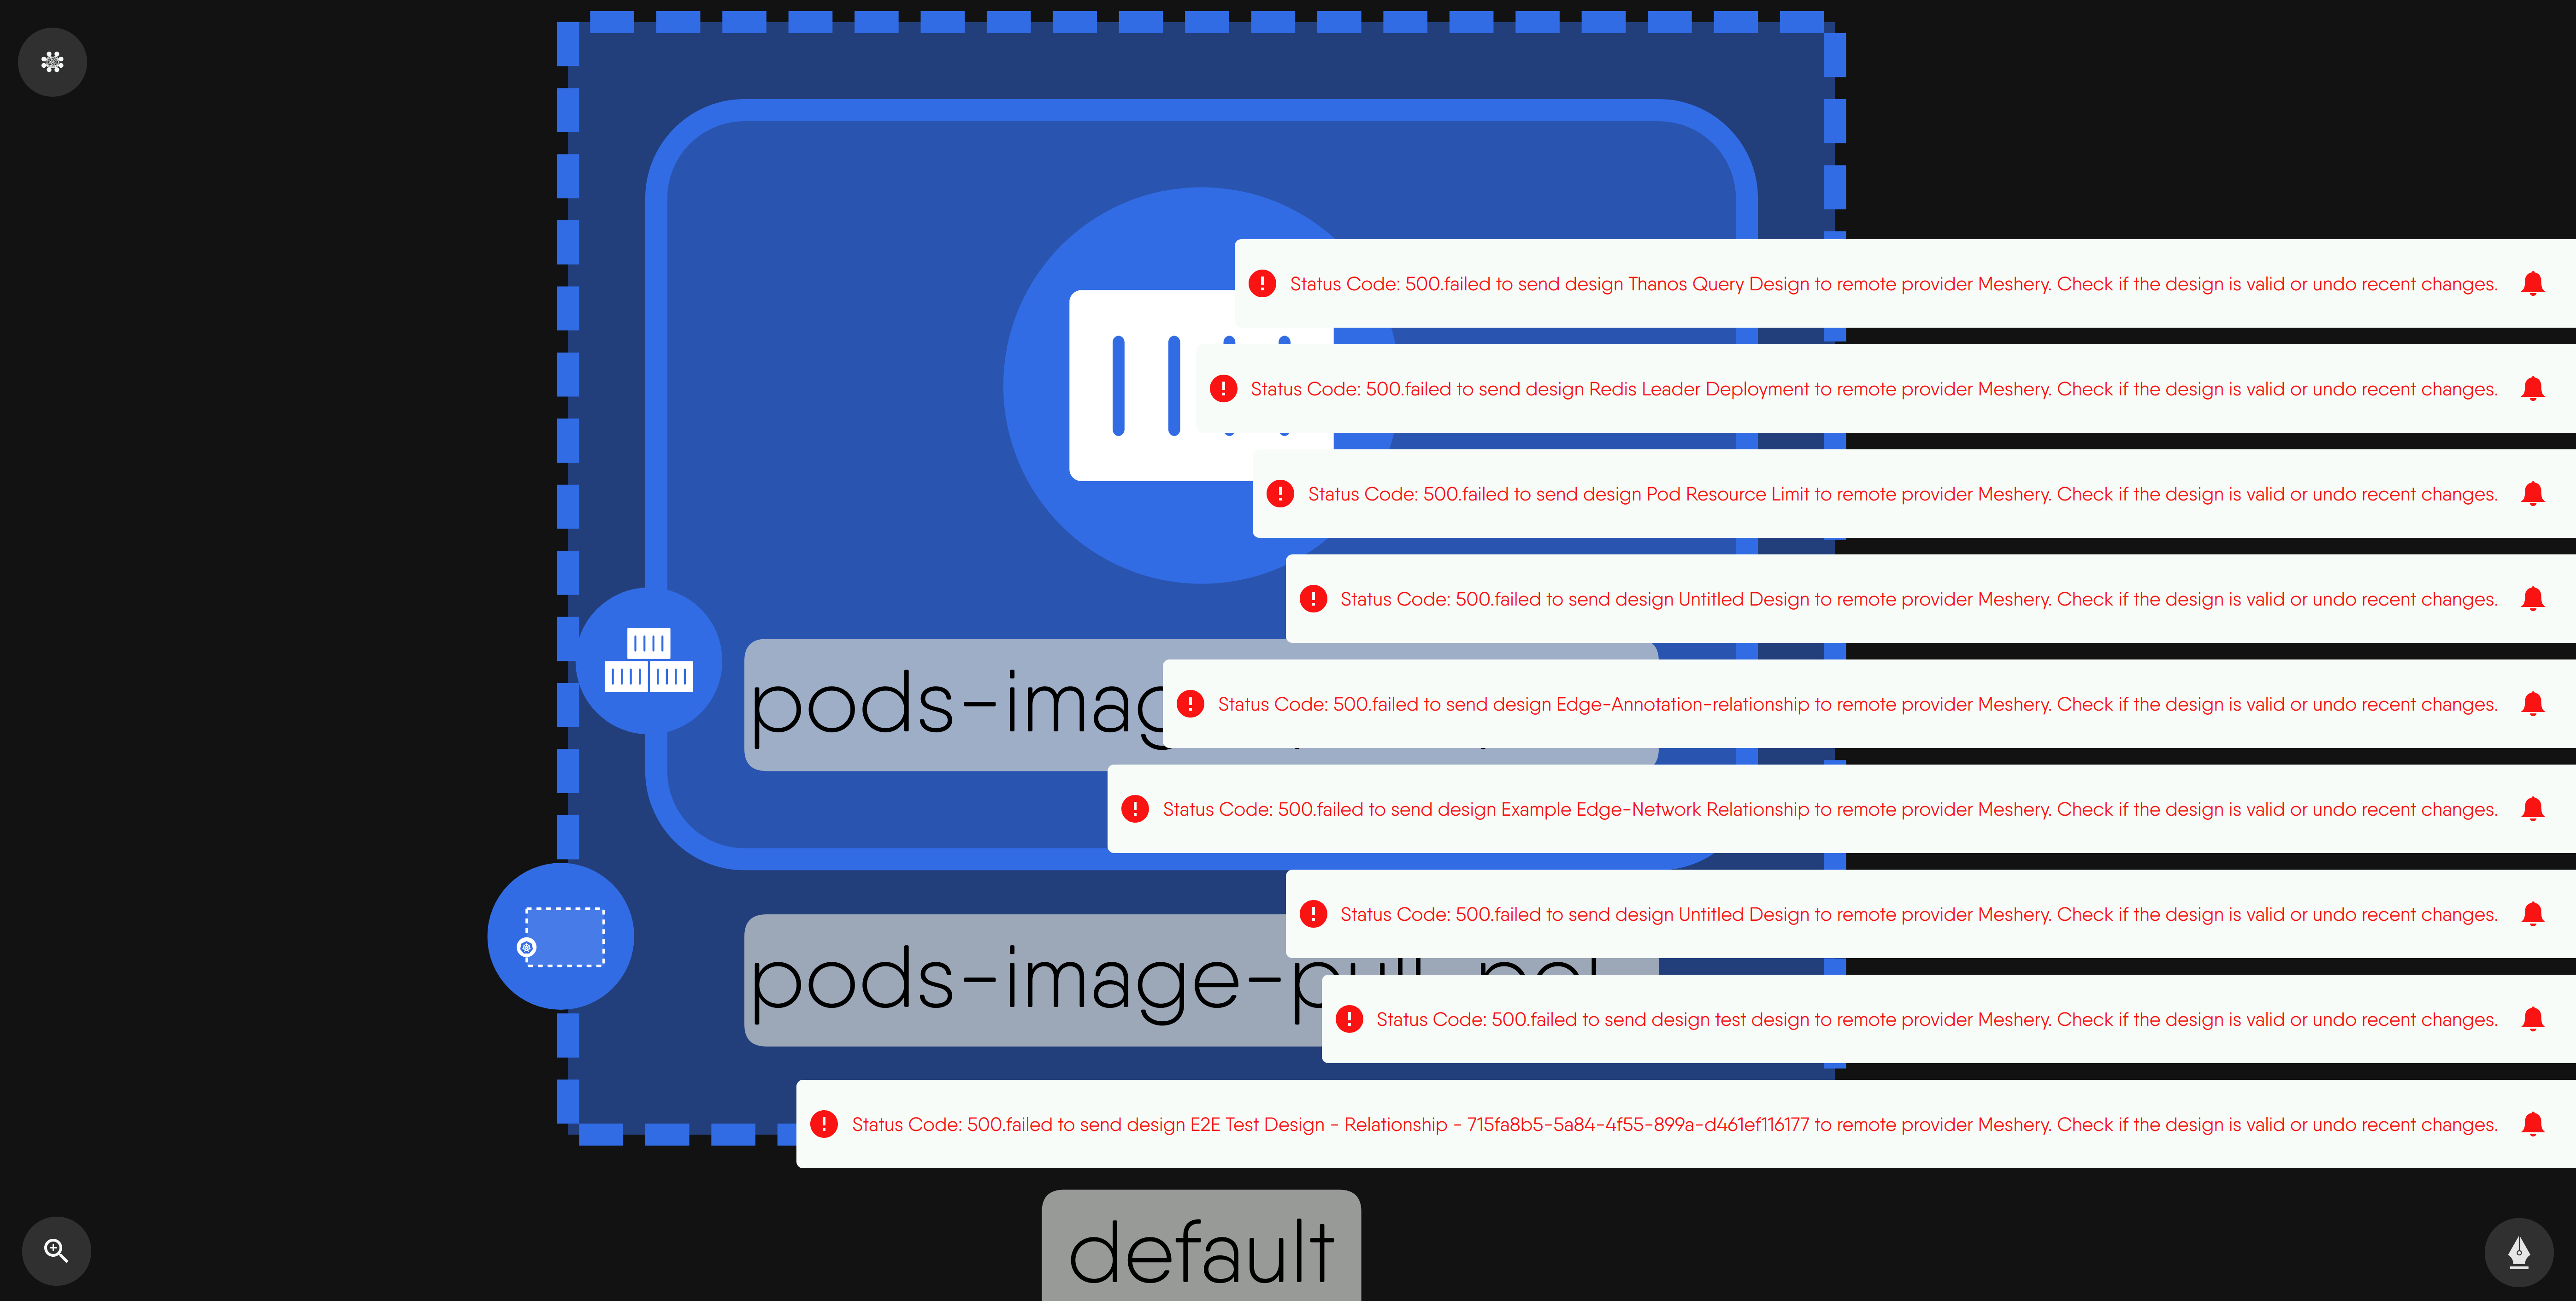 Status Code: 500.failed to send design Thanos Query Design to remote provider Meshery. Check if the design is valid or undo recent changes.
Status Code: 500.failed to send design Redis Leader Deployment to remote provider Meshery. Check if the design is valid or undo recent changes.
Status Code: 500.failed to send design Pod Resource Limit to remote provider Meshery. Check if the design is valid or undo recent changes.
Status Code: 500.failed to send design Untitled Design to remote provider Meshery. Check if the design is valid or undo recent changes.
pods-imag
Status Code: 500.failed to send design Edge-Annotation-relationship to remote provider Meshery. Check if the design is valid or undo recent changes.
Status Code: 500.failed to send design Example Edge-Network Relationship to remote provider Meshery. Check if the design is valid or undo recent changes.
Status Code: 500.failed to send design Untitled Design to remote provider Meshery. Check if the design is valid or undo recent changes.
pods-image-pull-pol
Status Code: 500.failed to send design test design to remote provider Meshery. Check if the design is valid or undo recent changes.
Status Code: 500.failed to send design E2E Test Design - Relationship - 715fa8b5-5a84-4f55-899a-d461ef116177 to remote provider Meshery. Check if the design is valid or undo recent changes.
default